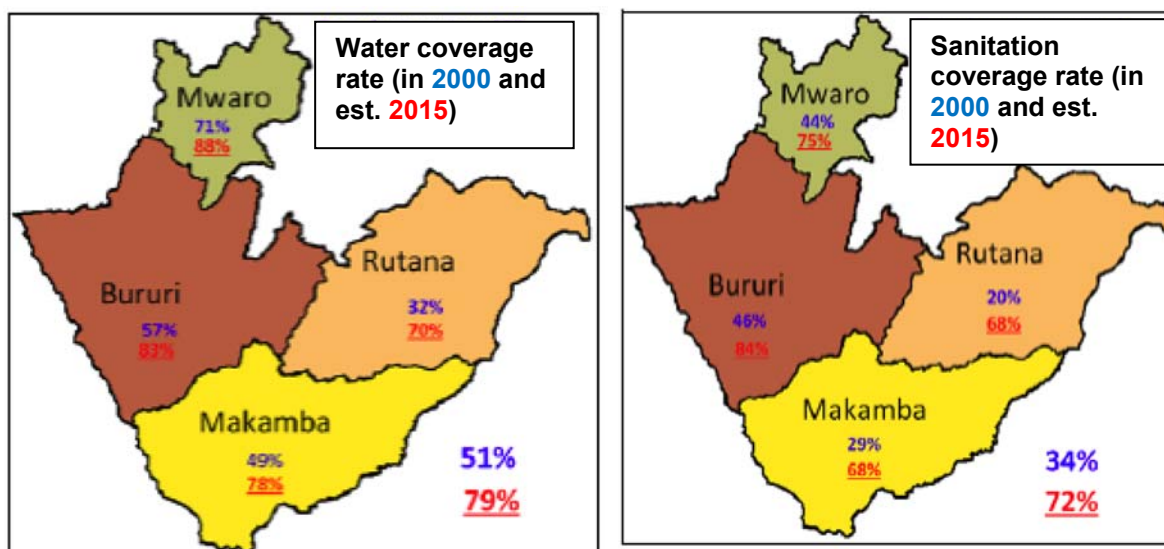 Water coverage
rate (in 2000 and
est. 2015)
Mwaro
71%
88%
Bururi
57%
83%
Rutana
32%
70%
Makamba
49%
78%
51%
79%
Sanitation
coverage rate (in
2000 and est.
2015)
Mwaro
44%
75%
Bururi
46%
84%
Rutana
20%
68%
Makamba
29%
68%
34%
72%